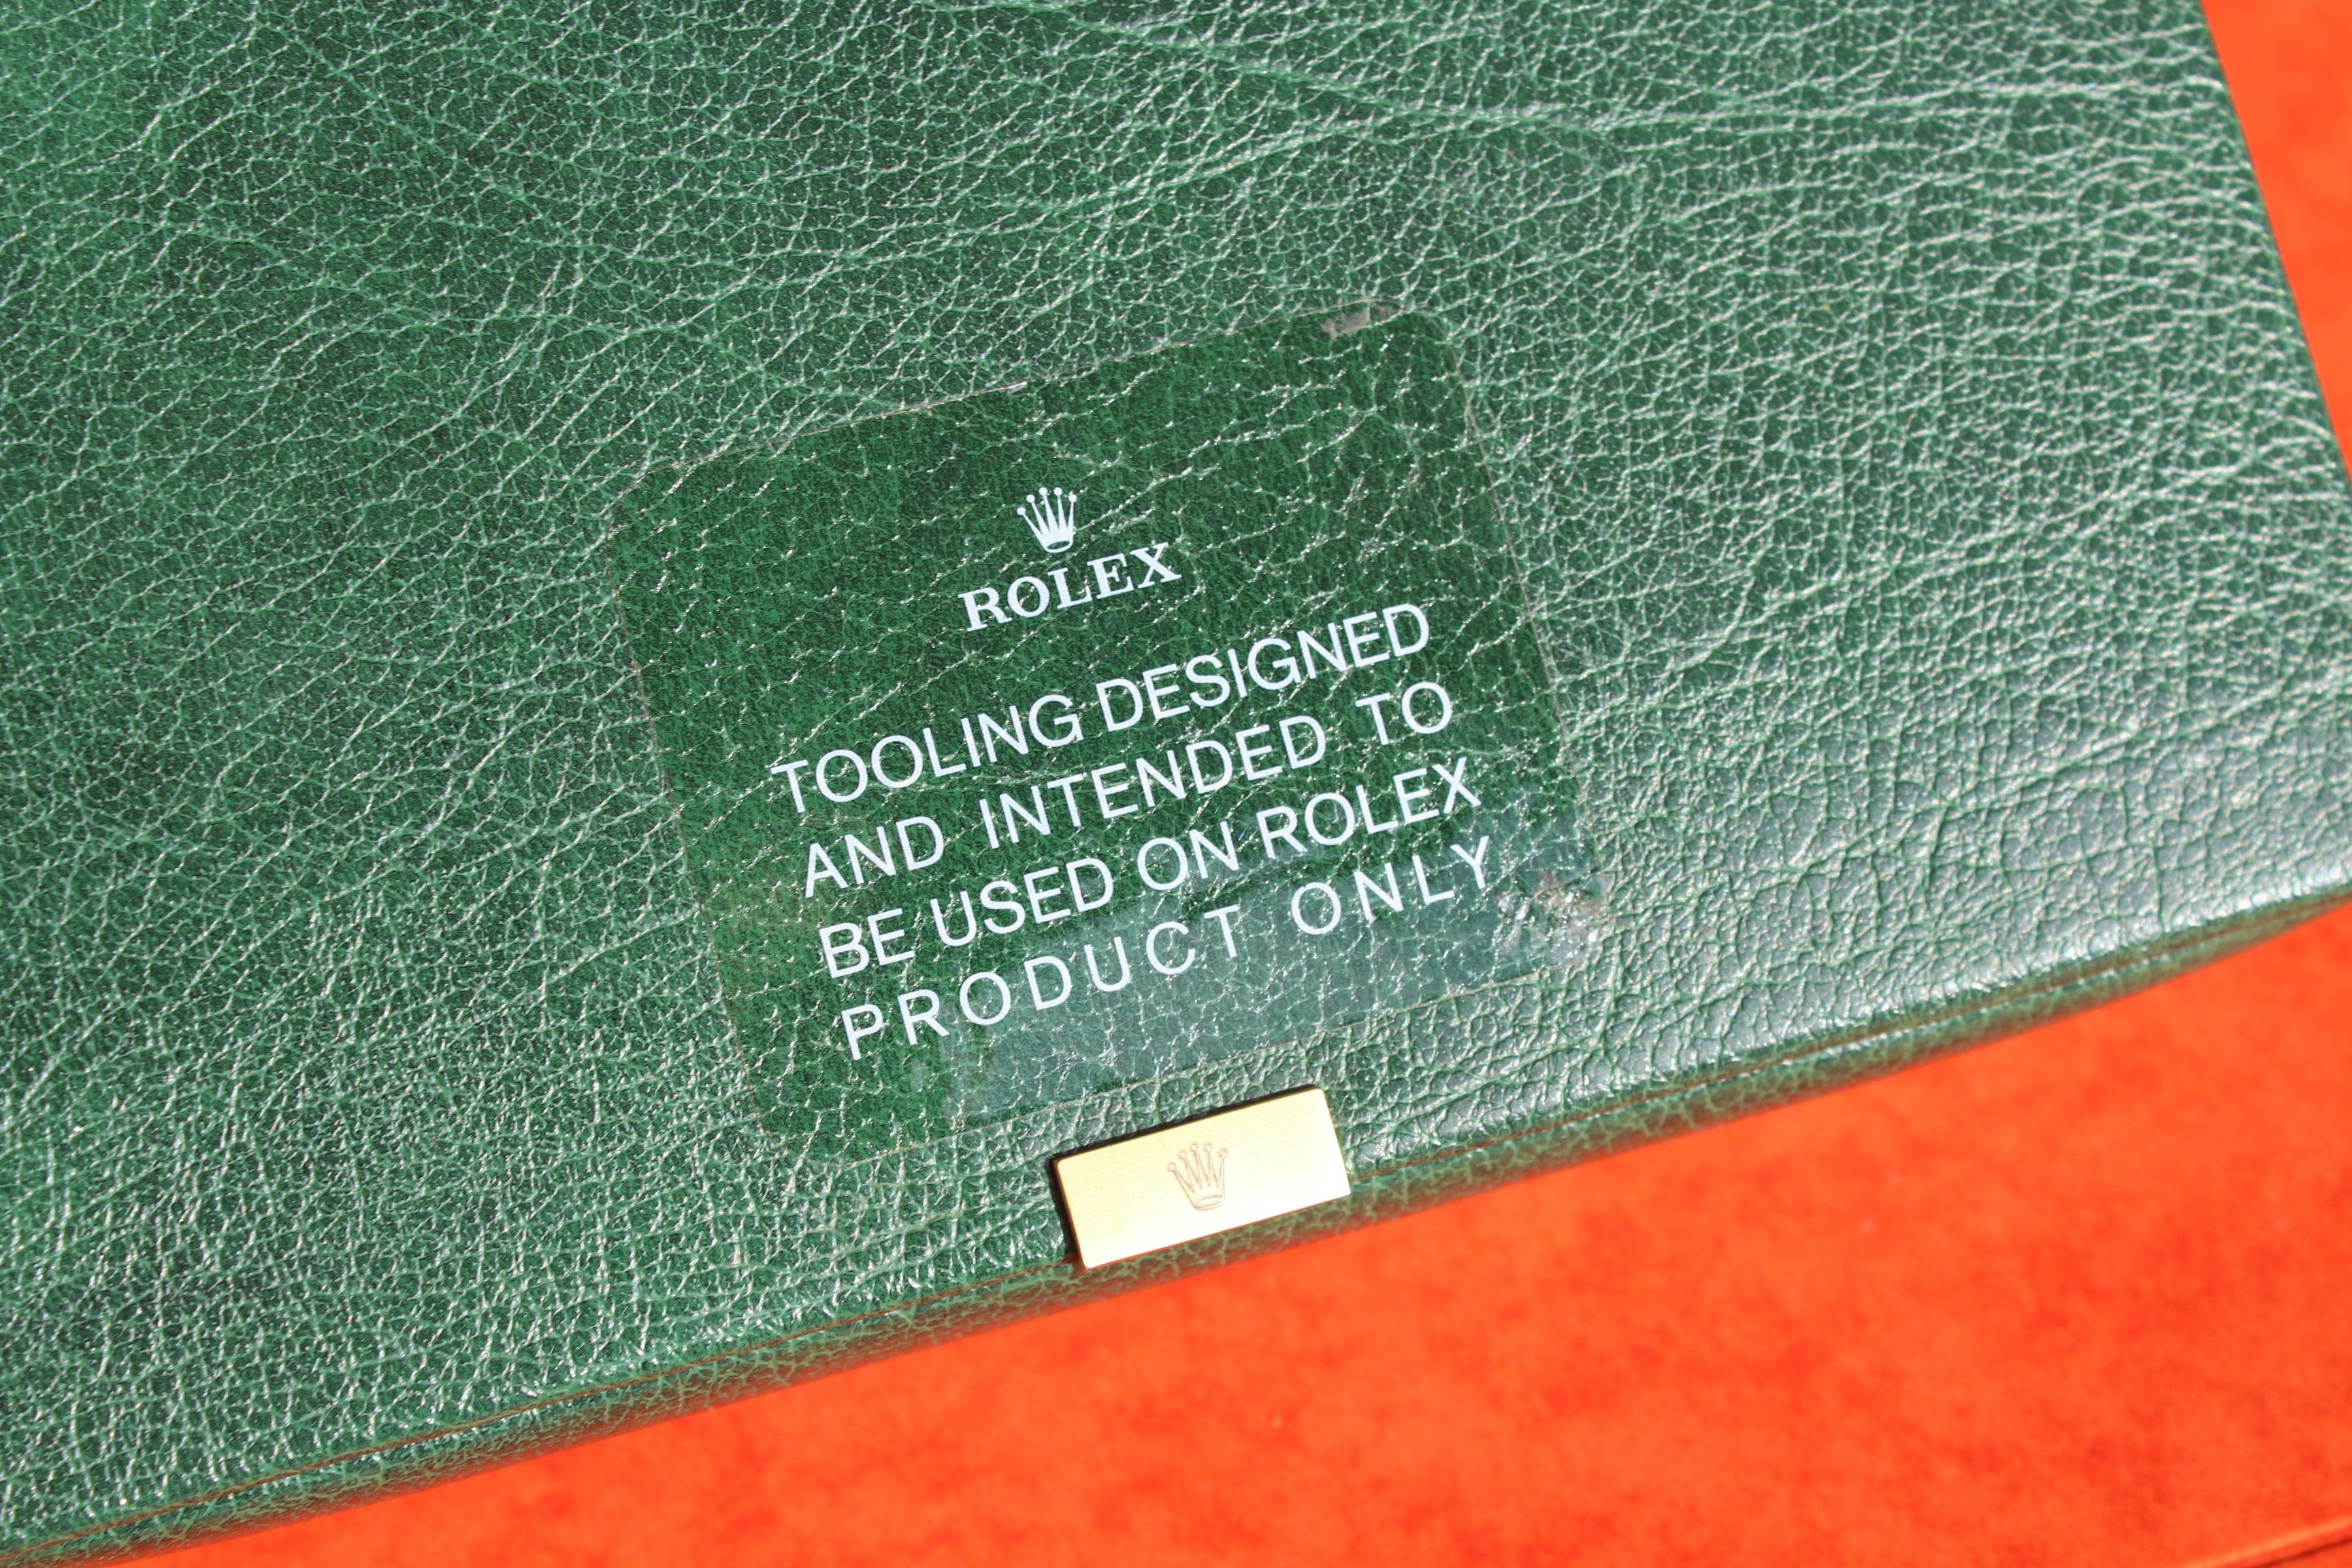 ROLEX
TOOLING DESIGNED
AND INTENDED TO
BE USED ON ROLEX
PRODUCT ONLY